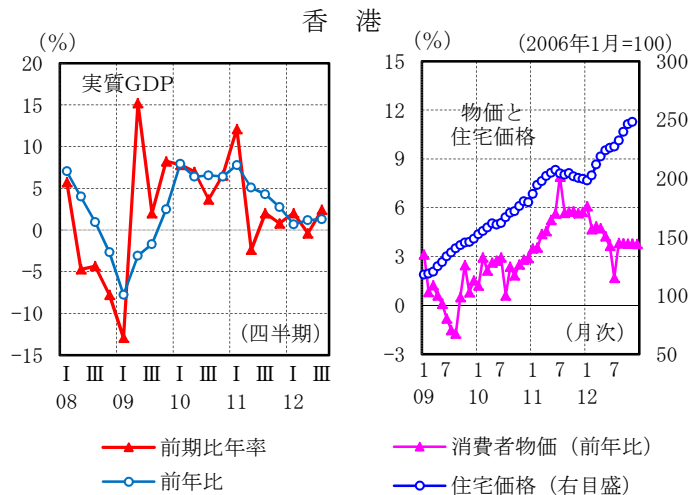 香 港
(%)
20
15
10
5
0
−5
−10
−15
実質GDP
(四半期)
Ⅰ Ⅲ Ⅰ Ⅲ Ⅰ Ⅲ Ⅰ Ⅲ Ⅰ Ⅲ
08 09 10 11 12
前期比年率
前年比
(%)
(2006年1月=100)
15
12
9
6
3
0
-3
物価と
住宅価格
(月次)
300
250
200
150
100
50
1 7 1 7 1 7 1 7
09 10 11 12
消費者物価（前年比）
住宅価格（右目盛）